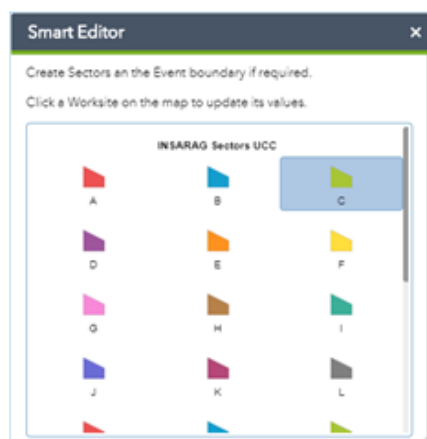 Smart Editor ×
Create Sectors an the Event boundary if required.
Click a Worksite on the map to update its values.
INSARAG Sectors UCC
A B C
D E F
G H I
J K L